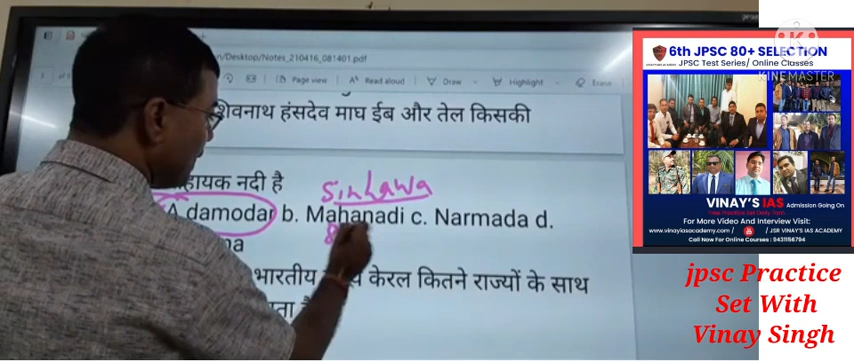 /Desktop/Notes_210416_081401.pdf
Page view
Read aloud
Draw
Highlight
Erase
हंसदेव माघ ईब और तेल किसकी
नदी है
Sinhawa
A damodar b. Mahanadi c. Narmada d.
भारतीय
केरल कितने राज्यों के साथ
6th JPSC 80+ SELECTION
JPSC Test Series/ Online Classes
KINEMASTER
VINAY'S IAS Admission Going On
For More Video And Interview Visit:
www.vinayiasacademy.com/
/ JSR VINAY'S IAS ACADEMY
Call Now For Online Courses : 9431156794
jpsc Practice
Set With
Vinay Singh